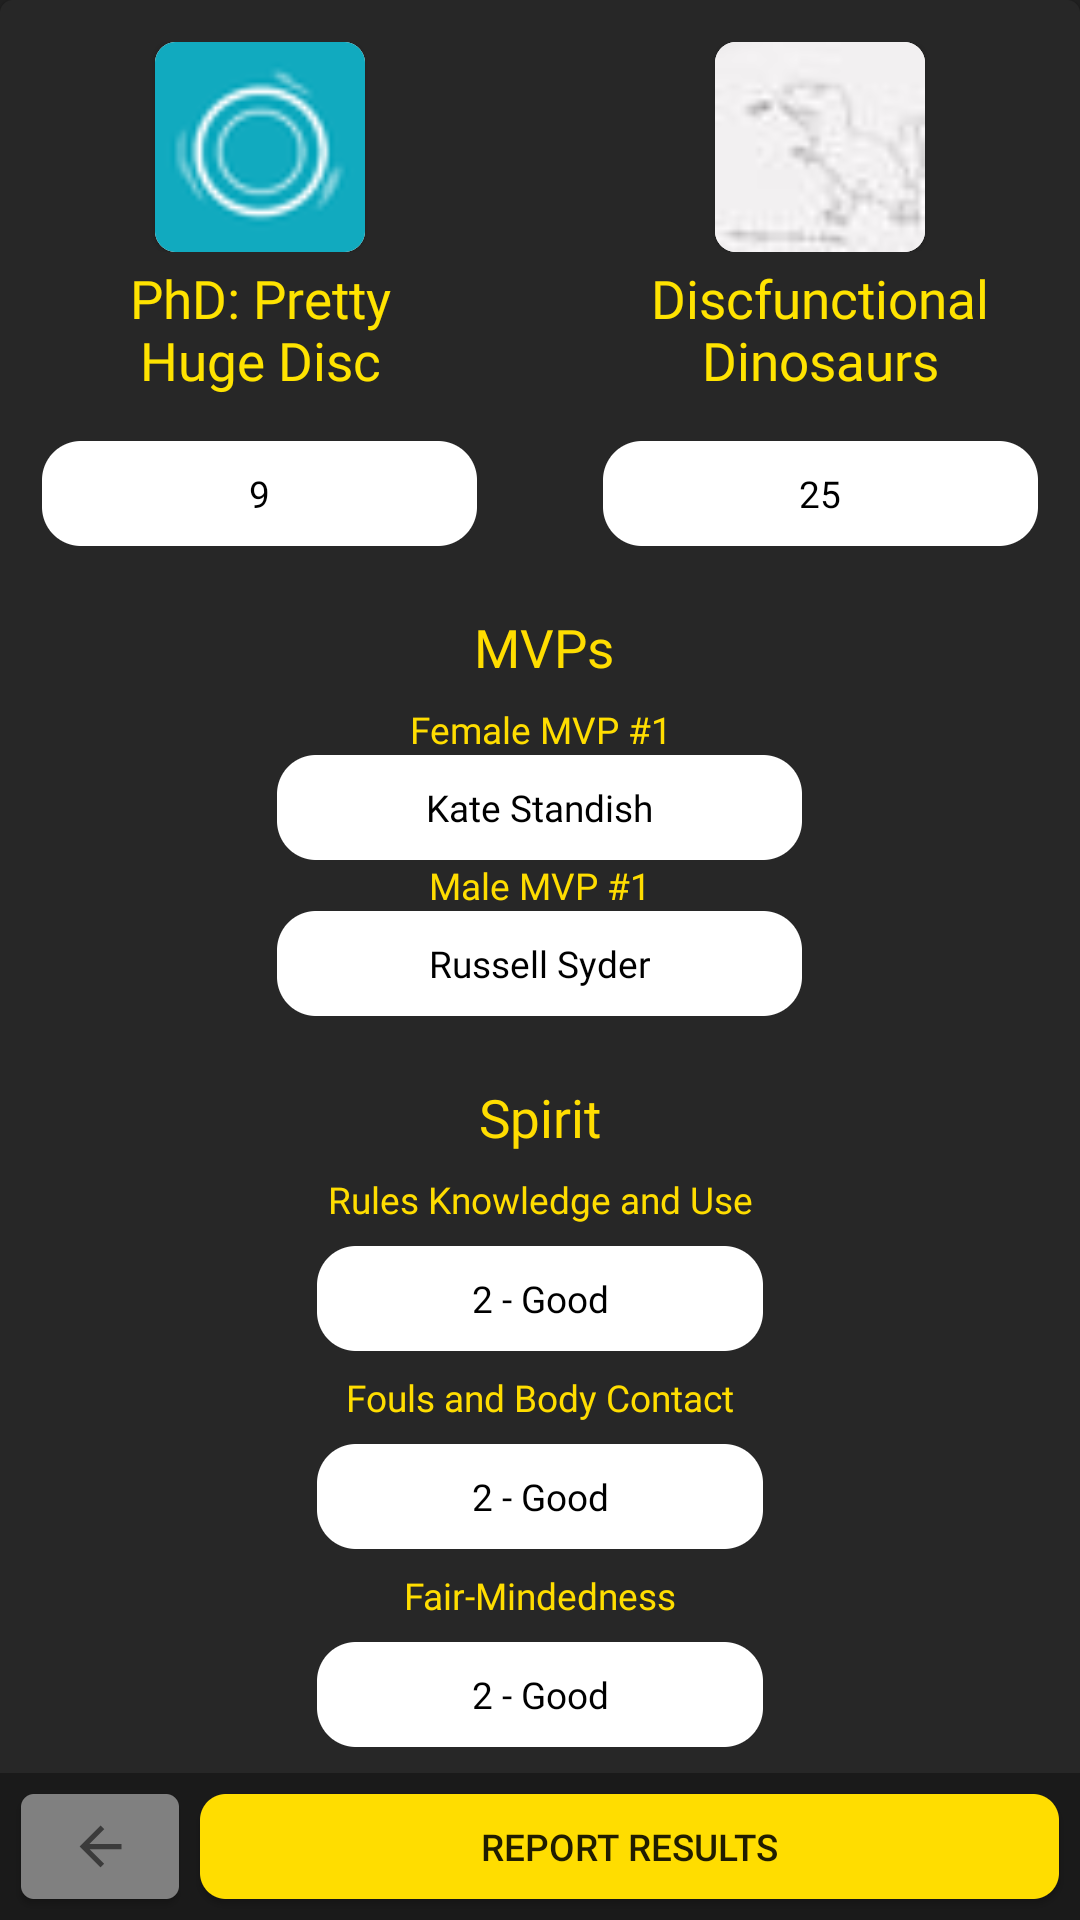 PhD: Pretty
Huge Disc
Discfunctional
Dinosaurs
9
25
MVPs
Female MVP #1
Kate Standish
Male MVP #1
Russell Syder
Spirit
Rules Knowledge and Use
2 - Good
Fouls and Body Contact
2 - Good
Fair-Mindedness
2 - Good
REPORT RESULTS